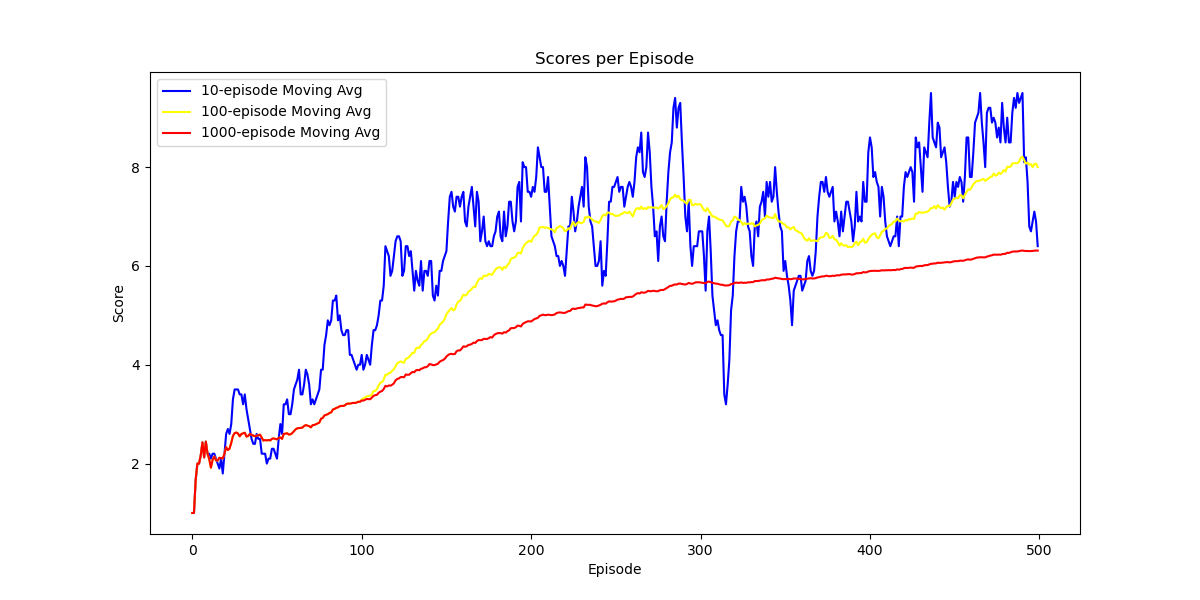 Scores per Episode
10-episode Moving Avg
100-episode Moving Avg
1000-episode Moving Avg
Score
8
6
4
2
0 100 200 300 400 500
Episode